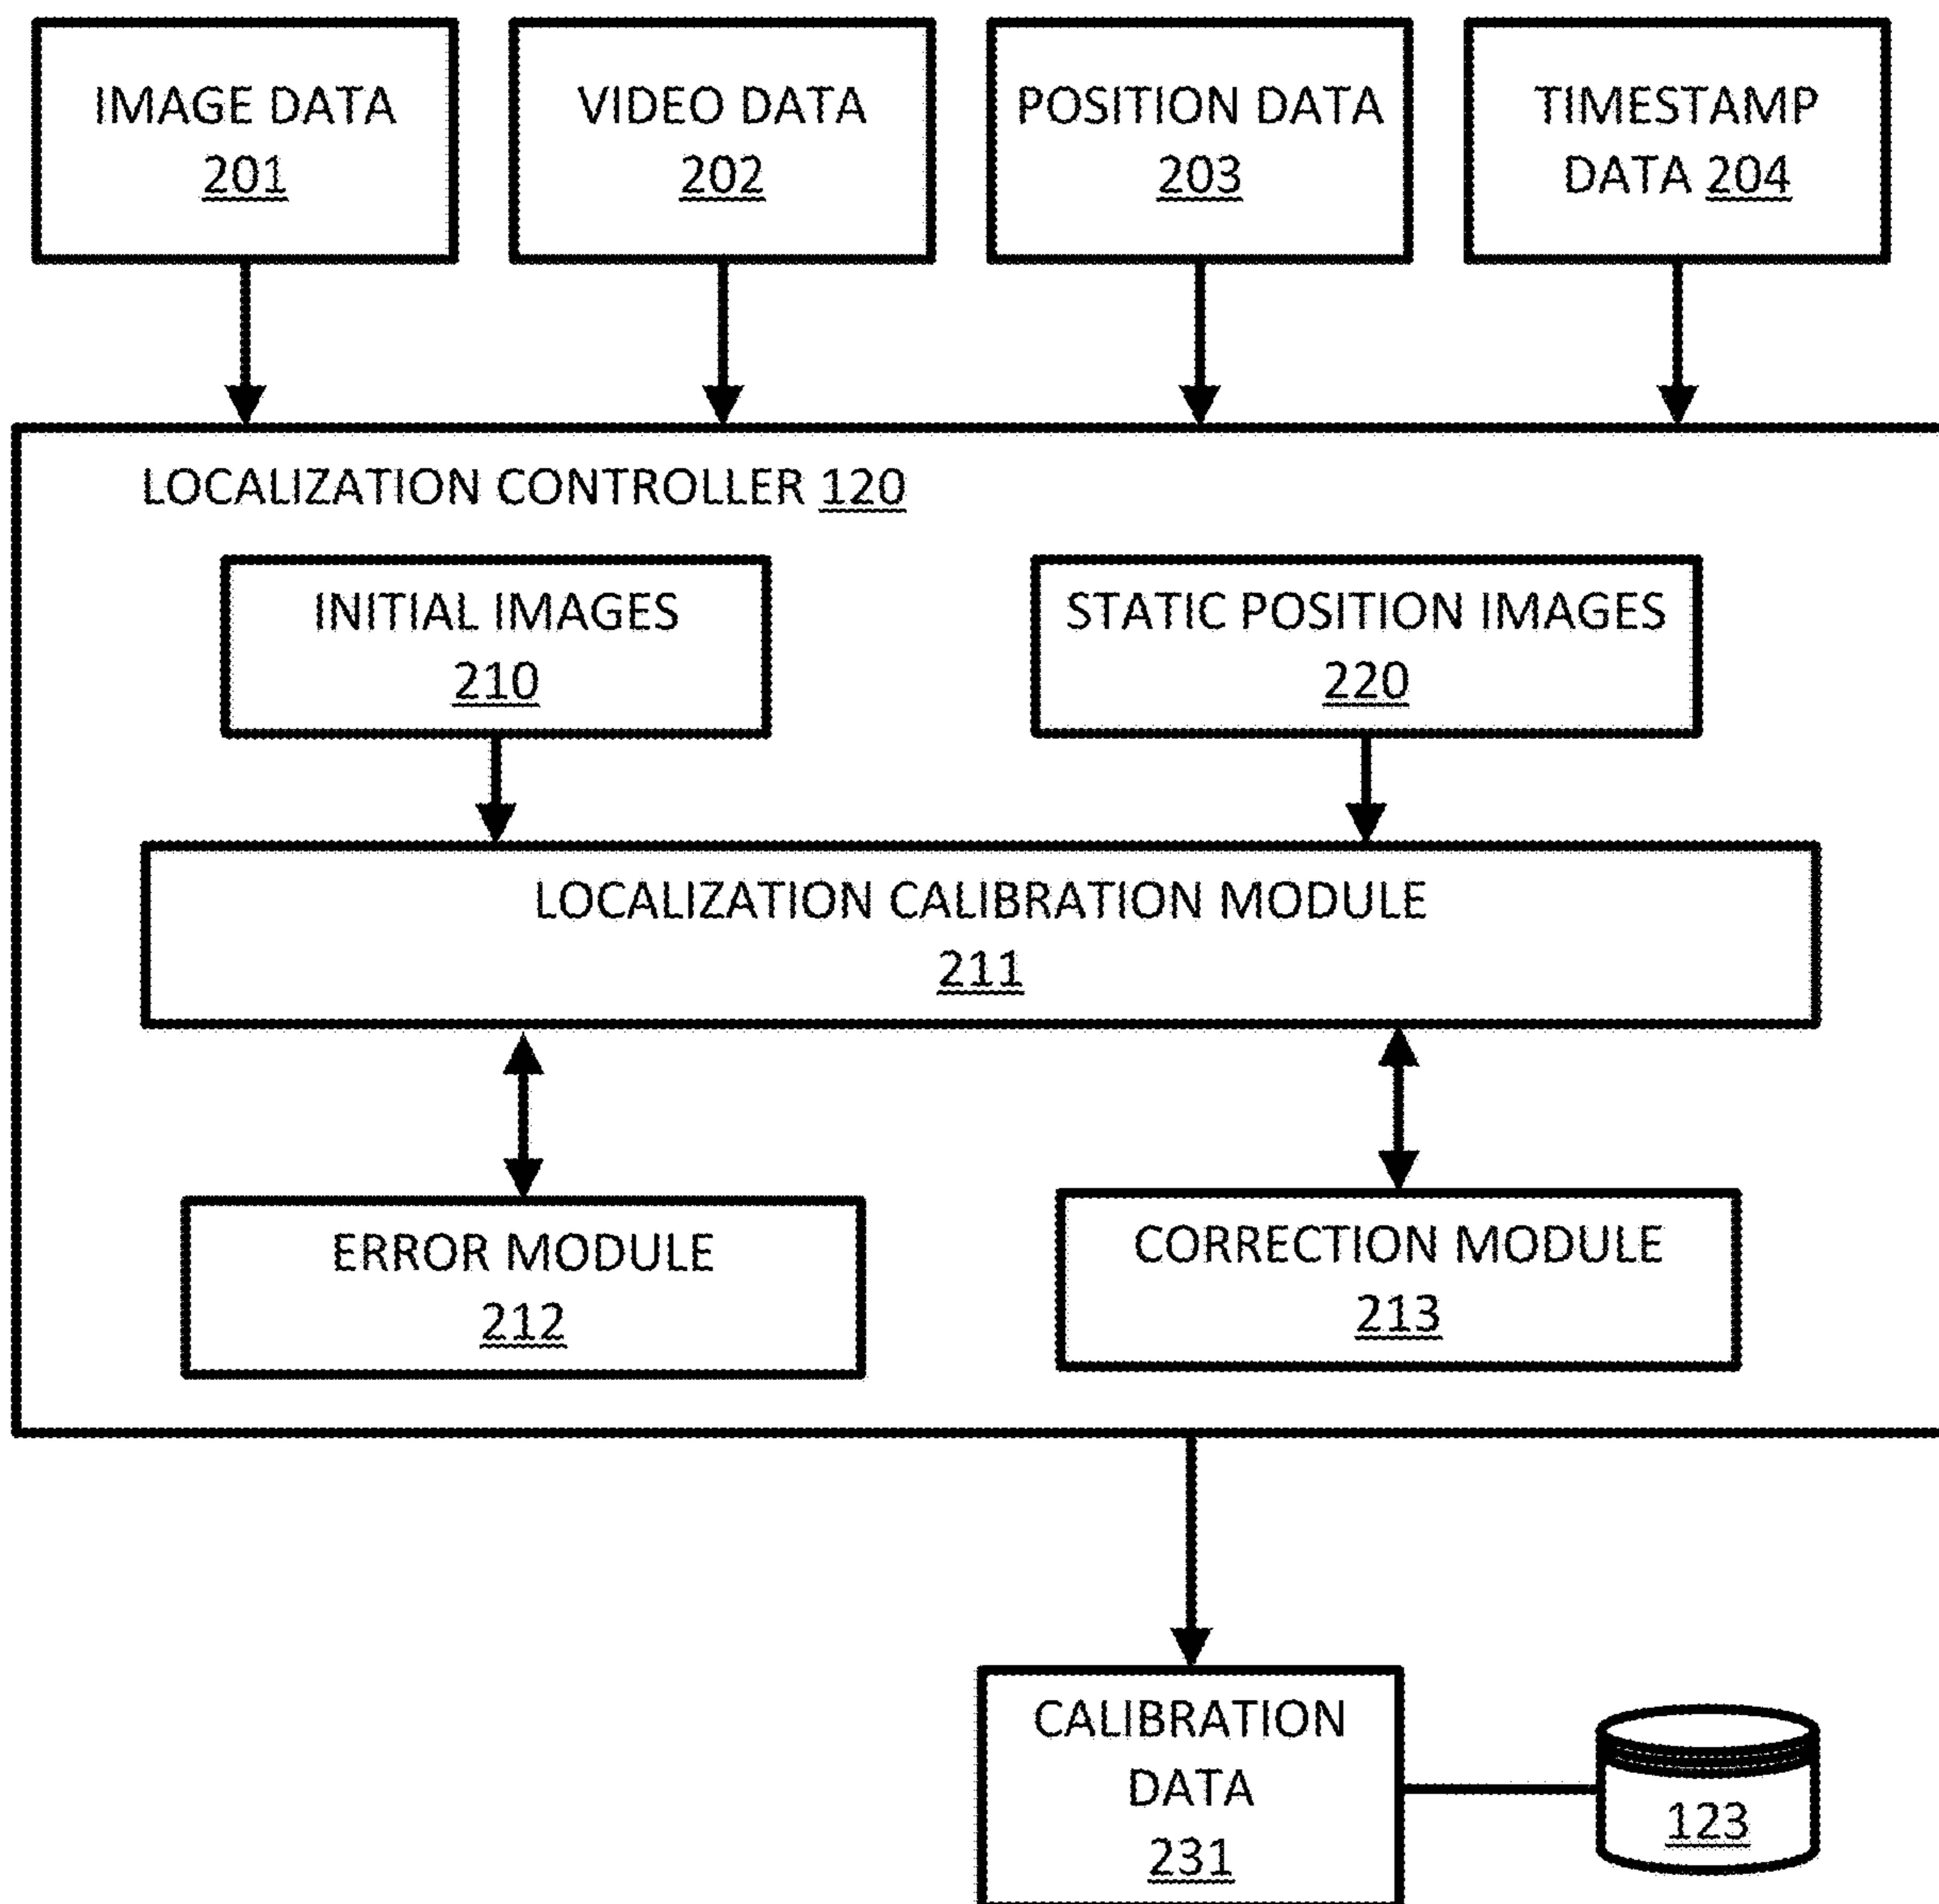 IMAGE DATA
201
VIDEO DATA
202
POSITION DATA
203
TIMESTAMP
DATA 204
LOCALIZATION CONTROLLER 120
INITIAL IMAGES
210
STATIC POSITION IMAGES
220
LOCALIZATION CALIBRATION MODULE
211
ERROR MODULE
212
CORRECTION MODULE
213
CALIBRATION
DATA
231
123